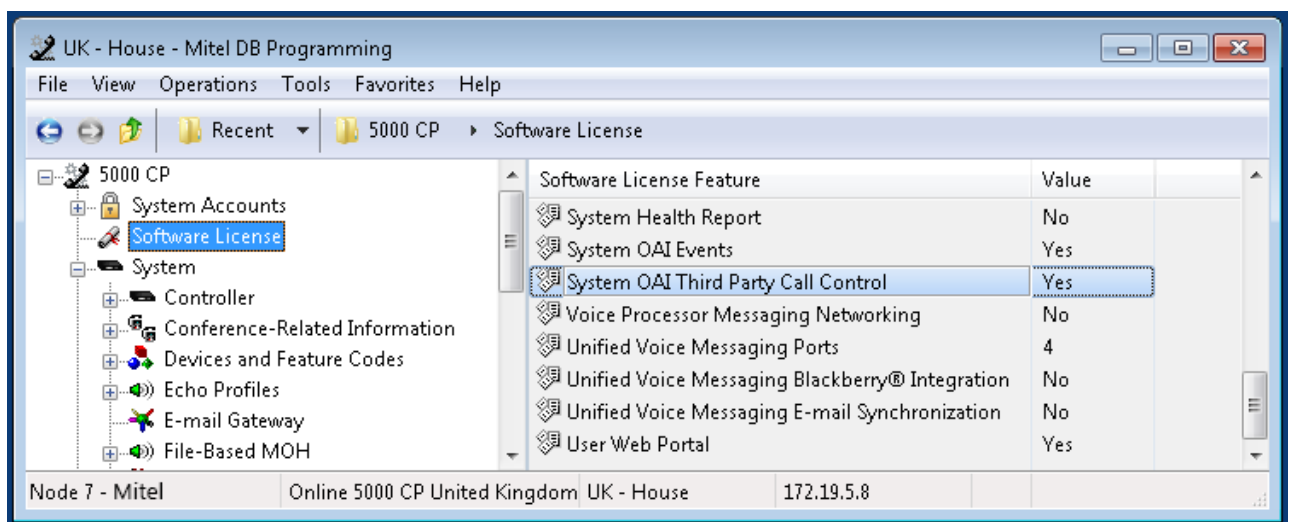 UK - House - Mitel DB Programming
File View Operations Tools Favorites Help
Recent 5000 CP Software License
5000 CP
System Accounts
Software License
System
Controller
Conference-Related Information
Devices and Feature Codes
Echo Profiles
E-mail Gateway
File-Based MOH
Software License Feature Value
System Health Report No
System OAI Events Yes
System OAI Third Party Call Control Yes
Voice Processor Messaging Networking No
Unified Voice Messaging Ports 4
Unified Voice Messaging Blackberry® Integration No
Unified Voice Messaging E-mail Synchronization No
User Web Portal Yes
Node 7 - Mitel Online 5000 CP United Kingdom UK - House 172.19.5.8